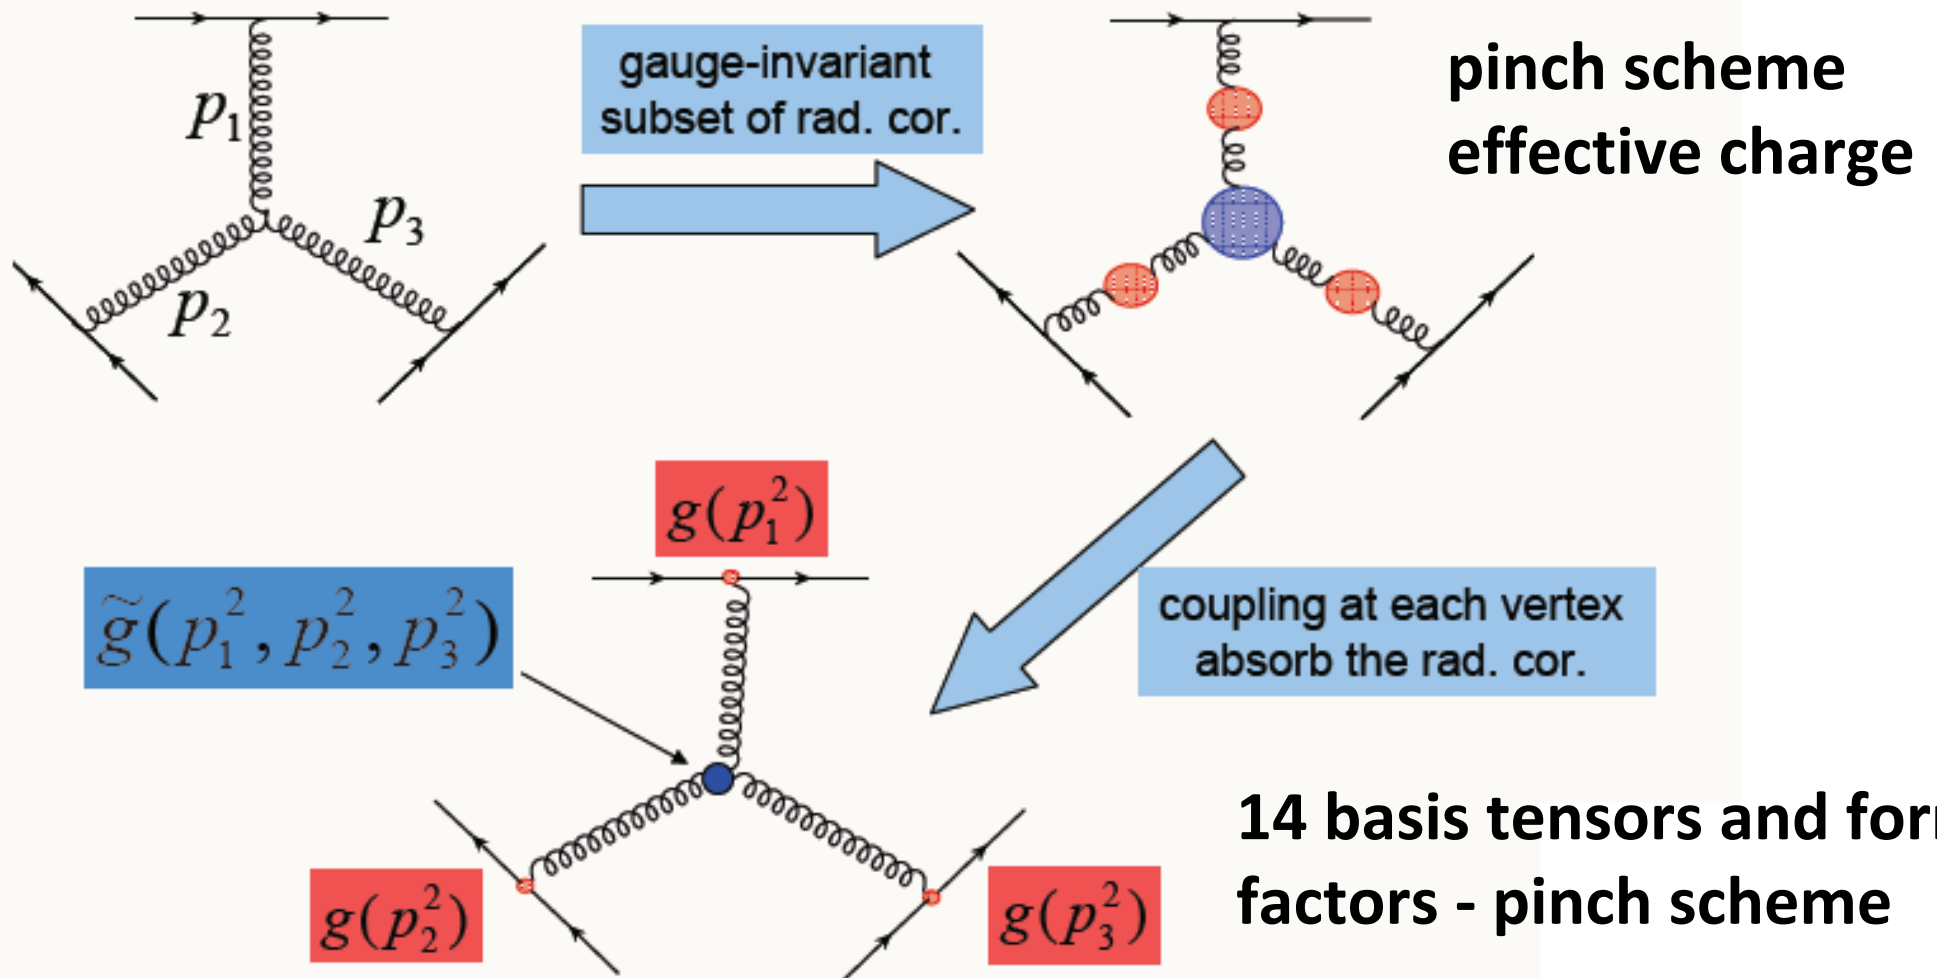 p₁
p₂
p₃
gauge-invariant
subset of rad. cor.
pinch scheme
effective charge
g(p₁²)
g̃(p₁², p₂², p₃²)
coupling at each vertex
absorb the rad. cor.
g(p₂²)
g(p₃²)
14 basis tensors and
factors - pinch scheme